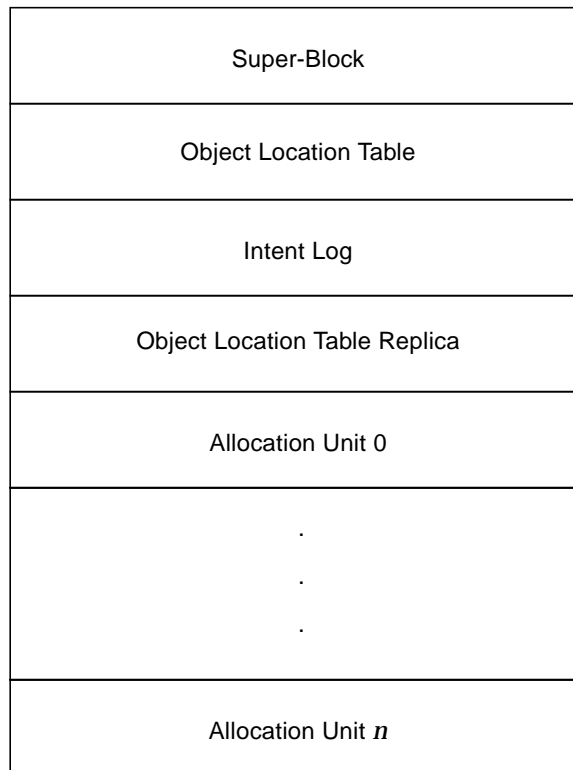 Super-Block
Object Location Table
Intent Log
Object Location Table Replica
Allocation Unit 0
.
.
.
Allocation Unit n